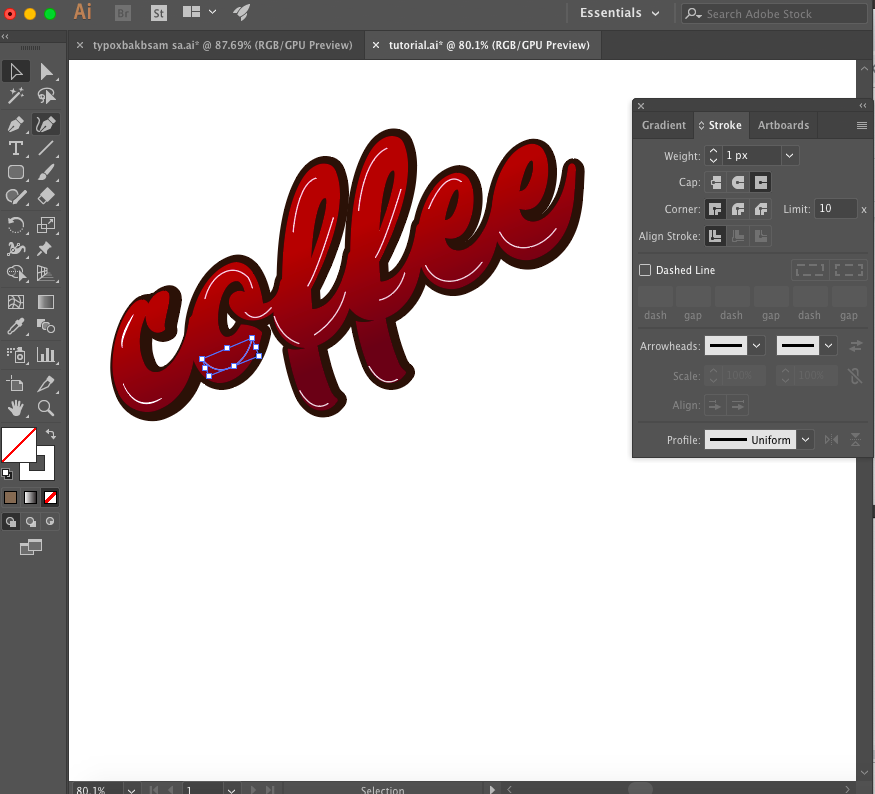 Ai Br St Essentials Search Adobe Stock
typoxbakbsam sa.ai* @ 87.69% (RGB/GPU Preview) tutorial.ai* @ 80.1% (RGB/GPU Preview)
coffee
Gradient Stroke Artboards
Weight: 1 px
Cap:
Corner: Limit: 10 x
Align Stroke:
Dashed Line
dash gap dash gap dash gap
Arrowheads:
Scale: 100% 100%
Align:
Profile: Uniform
T
80.1% 1 Selection